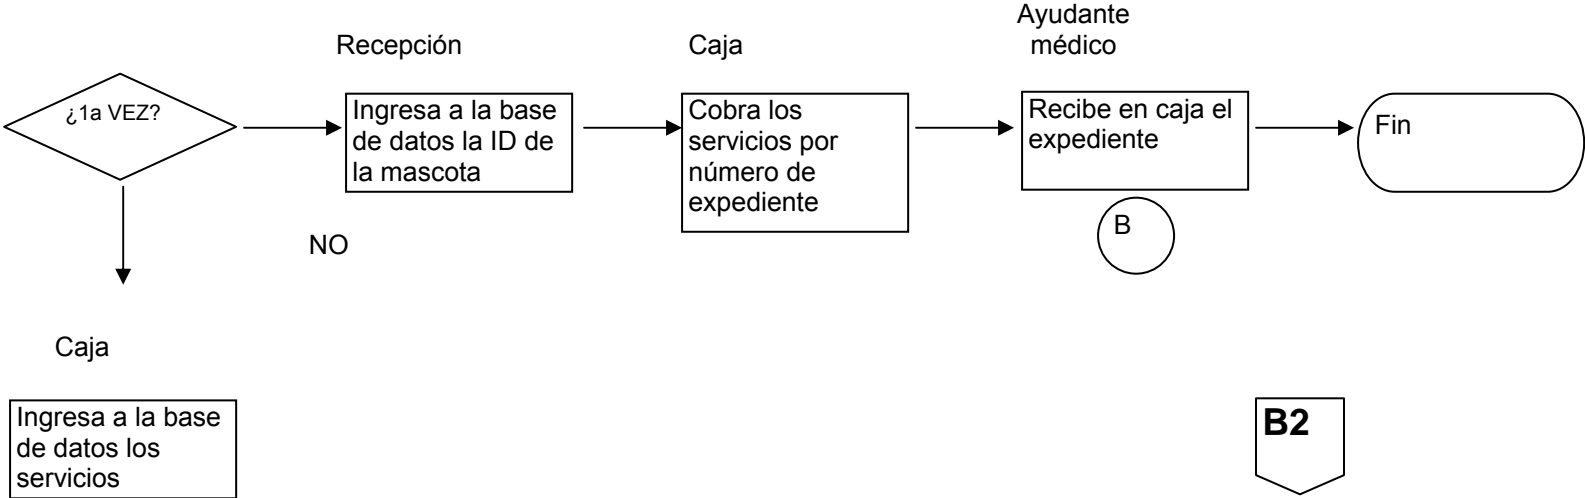 Ayudante
médico
Recepción
Caja
¿1a VEZ?
Ingresa a la base
de datos la ID de
la mascota
Cobra los
servicios por
número de
expediente
Recibe en caja el
expediente
Fin
B
NO
Caja
Ingresa a la base
de datos los
servicios
B2